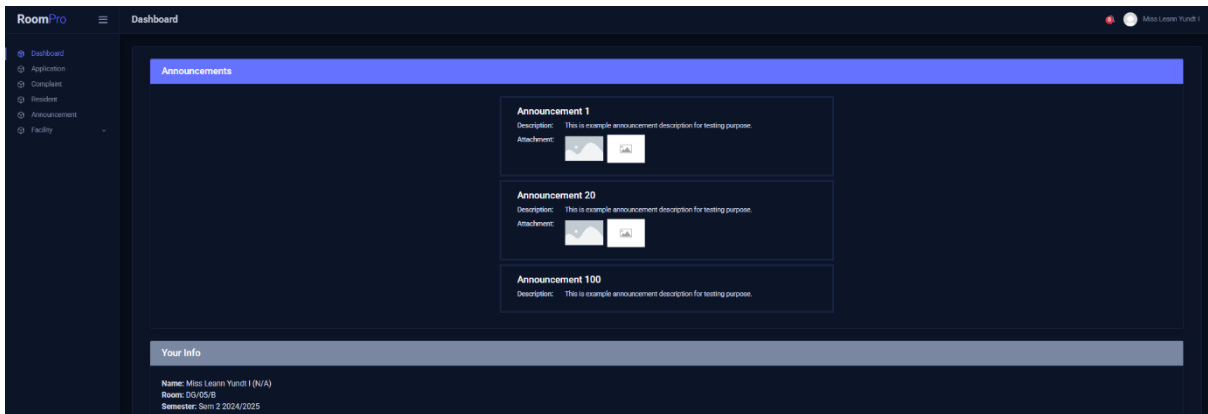 RoomPro
Dashboard
Miss Leann Yundt I
Dashboard
Application
Complaint
Resident
Announcement
Facility
Announcements
Announcement 1
Description: This is example announcement description for testing purpose.
Attachment:
Announcement 20
Description: This is example announcement description for testing purpose.
Attachment:
Announcement 100
Description: This is example announcement description for testing purpose.
Your Info
Name: Miss Leann Yundt I (N/A)
Room: DG/05/B
Semester: Sem 2 2024/2025